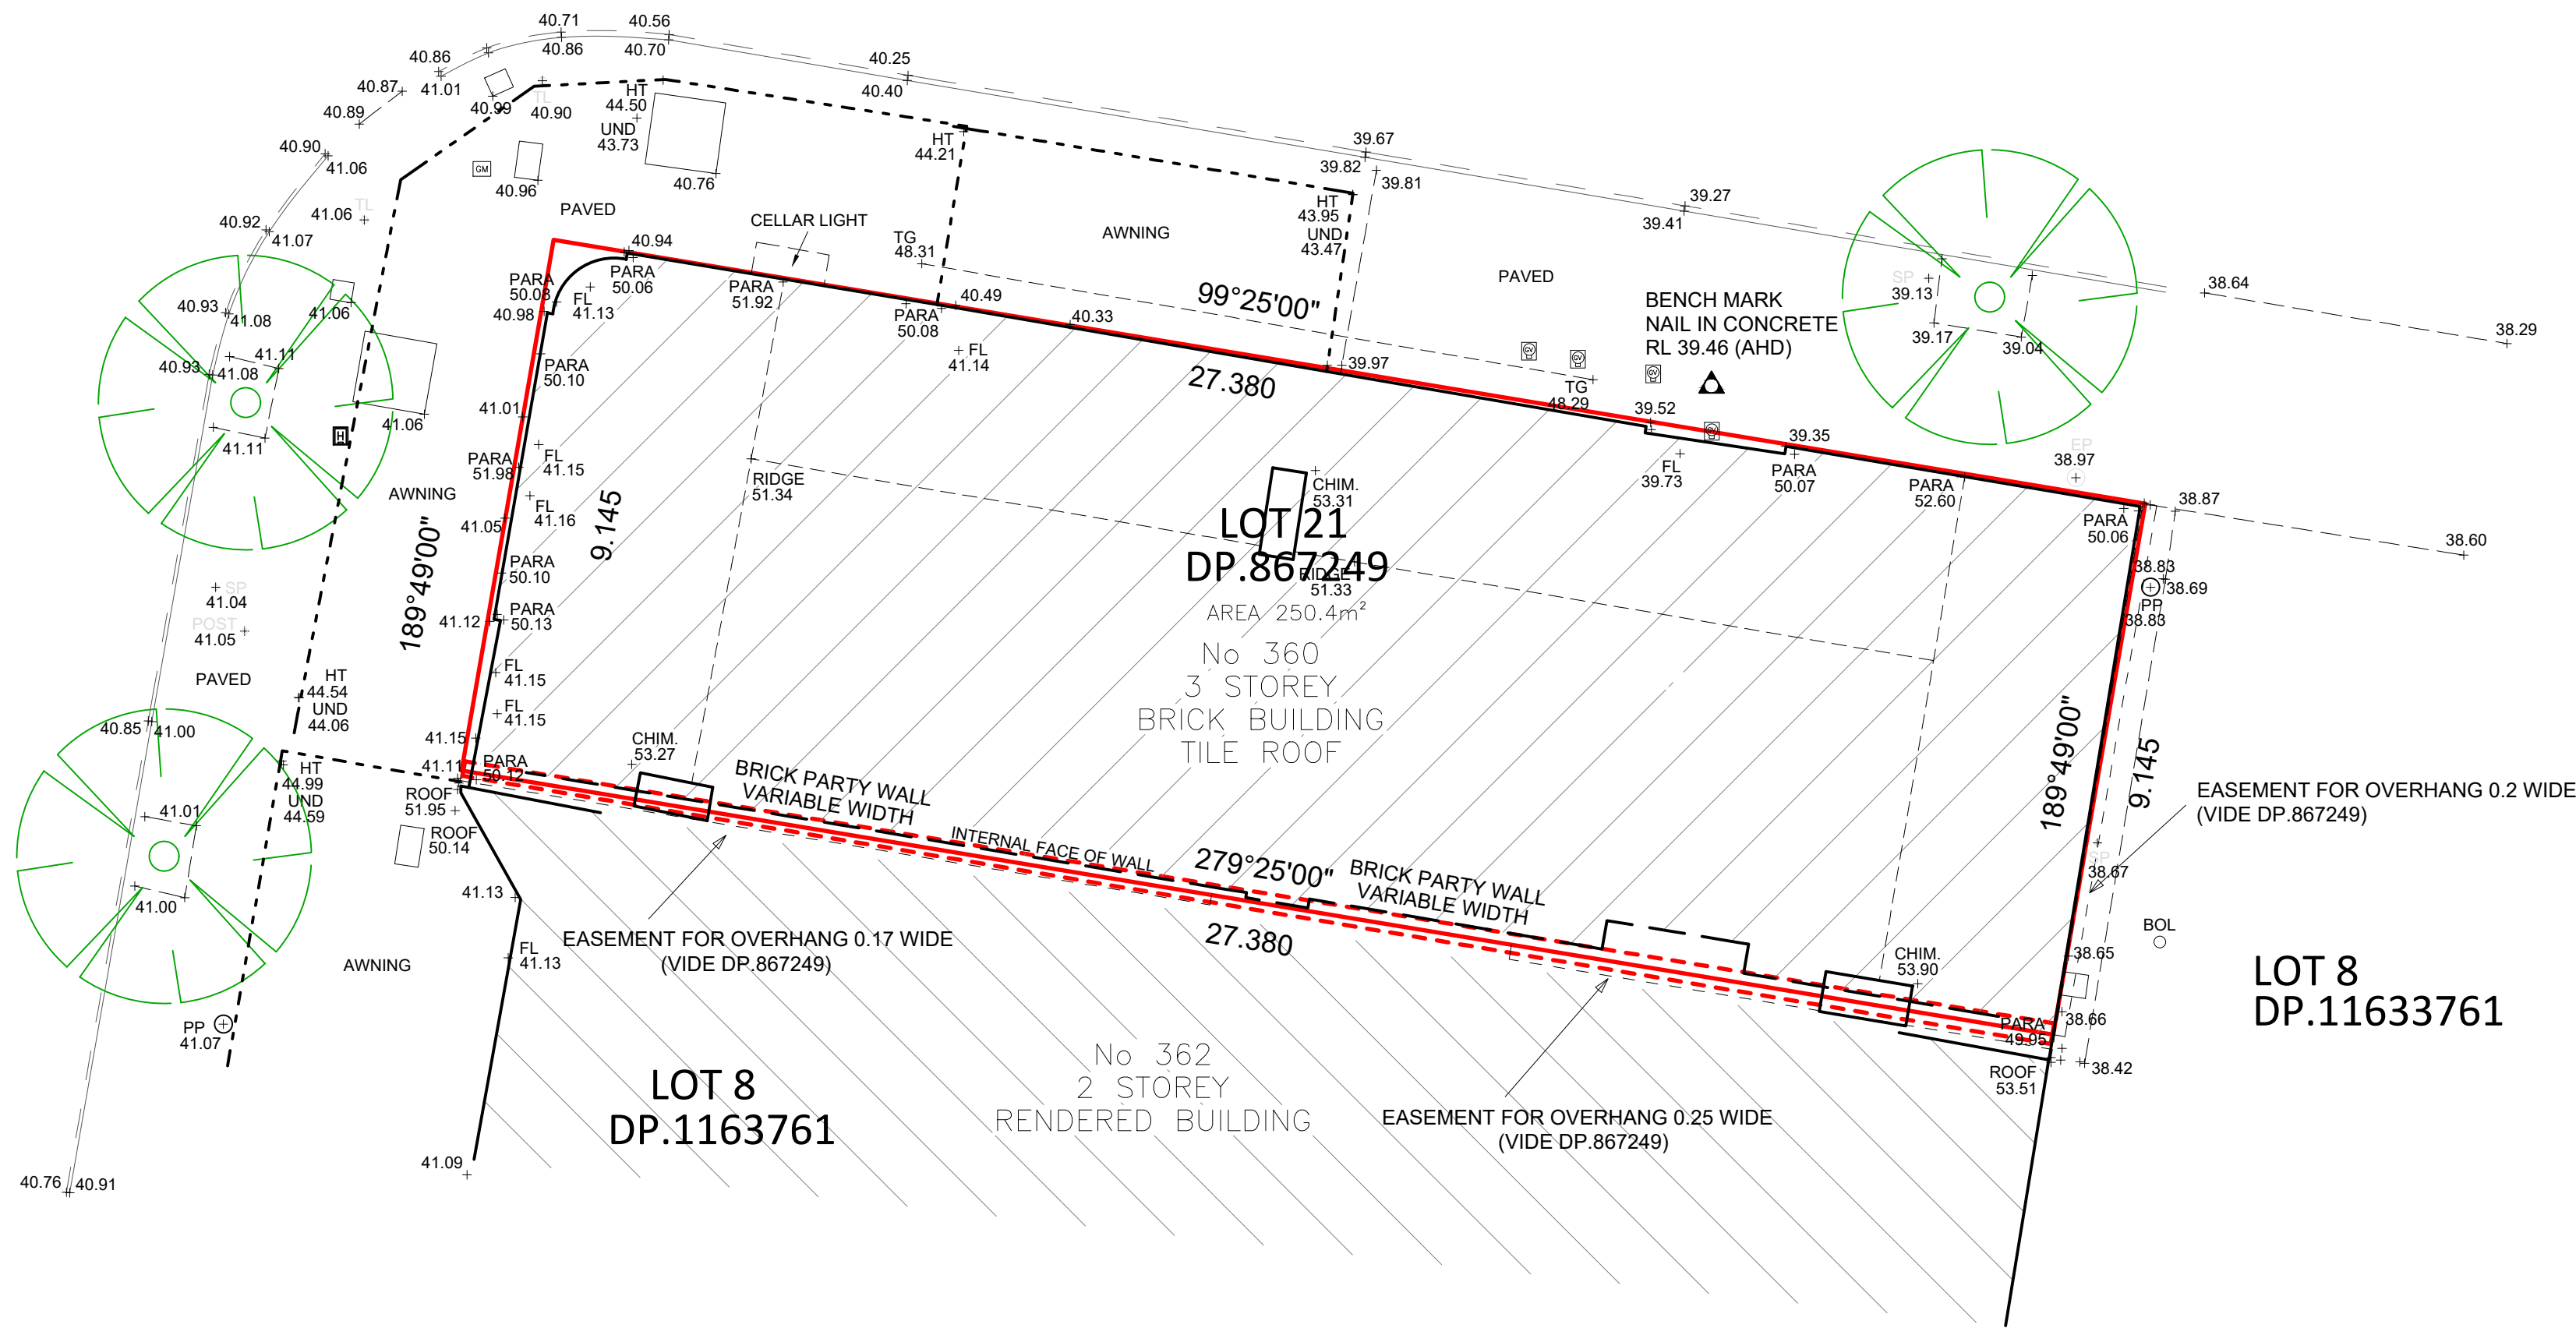 40.71
40.56
40.86
40.70
40.86
41.01
40.87
40.99
TL
40.90
40.89
HT
44.50
UND
43.73
40.25
40.40
40.90
41.06
GM
40.96
40.76
HT
44.21
39.67
39.82
39.81
TL
41.06
PAVED
CELLAR LIGHT
AWNING
HT
43.95
UND
43.47
39.27
39.41
40.92
41.07
TG
48.31
40.94
PARA
50.06
PARA
50.08
FL
41.13
40.98
PARA
51.92
PARA
50.08
40.49
40.33
99°25'00"
PAVED
BENCH MARK
NAIL IN CONCRETE
RL 39.46 (AHD)
SP
39.13
39.17
39.04
38.64
38.29
40.93
41.08
41.06
41.11
40.93
41.08
41.06
41.11
H
PARA
50.10
FL
41.14
39.97
27.380
GV
GV
GV
GV
TG
48.29
39.52
39.35
41.01
PARA
51.98
FL
41.15
FL
41.16
41.05
AWNING
189°49'00"
9.145
RIDGE
51.34
CHIM.
53.31
FL
39.73
PARA
50.07
PARA
52.60
EP
38.97
38.87
38.60
PARA
50.06
LOT 21
DP.867249
RIDGE
51.33
AREA 250.4m²
No 360
3 STOREY
BRICK BUILDING
TILE ROOF
38.83
38.69
PP
38.83
PARA
50.10
PARA
50.13
41.12
SP
41.04
POST
41.05
PAVED
FL
41.15
FL
41.15
HT
44.54
UND
44.06
40.85
41.00
41.15
41.11
PARA
50.12
CHIM.
53.27
BRICK PARTY WALL
VARIABLE WIDTH
INTERNAL FACE OF WALL
279°25'00"
BRICK PARTY WALL
VARIABLE WIDTH
27.380
189°49'00"
9.145
EASEMENT FOR OVERHANG 0.2 WIDE
(VIDE DP.867249)
HT
44.99
UND
44.59
ROOF
51.95
ROOF
50.14
41.01
41.00
41.13
FL
41.13
AWNING
EASEMENT FOR OVERHANG 0.17 WIDE
(VIDE DP.867249)
SP
38.67
BOL
38.65
CHIM.
53.90
38.66
PARA
49.95
LOT 8
DP.11633761
PP
41.07
No 362
2 STOREY
RENDERED BUILDING
LOT 8
DP.1163761
ROOF
53.51
38.42
EASEMENT FOR OVERHANG 0.25 WIDE
(VIDE DP.867249)
41.09
40.76
40.91